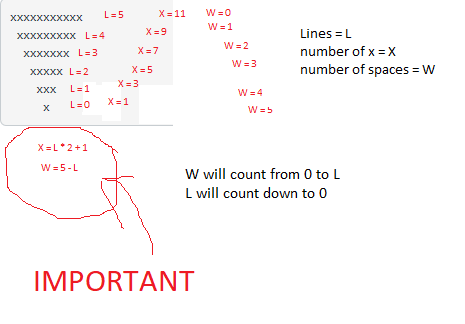 xxxxxxxxxxx L=5 X=11 W=0
xxxxxxxxx L=4 X=9 W=1
xxxxxxx L=3 X=7 W=2
xxxxx L=2 X=5 W=3
xxx L=1 X=3 W=4
x L=0 X=1 W=5
Lines = L
number of x = X
number of spaces = W
X=L*2+1
W=5-L
W will count from 0 to L
L will count down to 0
IMPORTANT